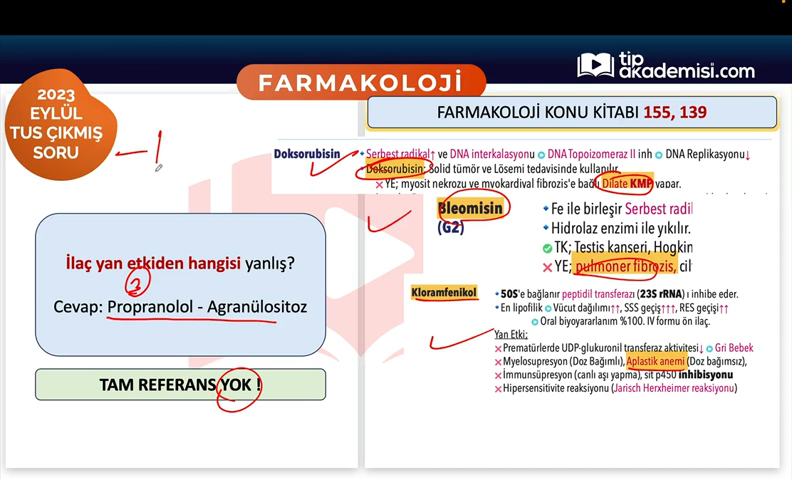 tıp
akademisi.com
FARMAKOLOJİ
2023
EYLÜL
TUS ÇIKMIŞ
SORU
1
FARMAKOLOJİ KONU KİTABI 155, 139
İlaç yan etkiden hangisi yanlış?
Cevap: Propranolol - Agranülositoz
TAM REFERANS YOK !
Doksorubisin
Serbest radikal↑ ve DNA interkalasyonu DNA Topoizomeraz II inh DNA Replikasyonu↓
Doksorubisin; Solid tümör ve Lösemi tedavisinde kullanılır.
YE; myosit nekrozu ve myokardiyal fibrozis'e bağlı Dilate KMP yapar.
Bleomisin
(G2)
Fe ile birleşir Serbest radil
Hidrolaz enzimi ile yıkılır.
TK; Testis kanseri, Hogkin
YE; pulmoner fibrozis, cil
Kloramfenikol
50S'e bağlanır peptidil transferazı (23S rRNA) ı inhibe eder.
En lipofilik Vücut dağılımı↑↑, SSS geçiş↑↑↑, RES geçişi↑↑
Oral biyoyararlanım %100. IV formu ön ilaç.
Yan Etki;
Prematürlerde UDP-glukuronil transferaz aktivitesi↓ Gri Bebek
Myelosupresyon (Doz Bağımlı), Aplastik anemi (Doz bağımsız),
İmmünsüpresyon (canlı aşı yapma), sit p450 inhibisyonu
Hipersensitivite reaksiyonu (Jarisch Herxheimer reaksiyonu)